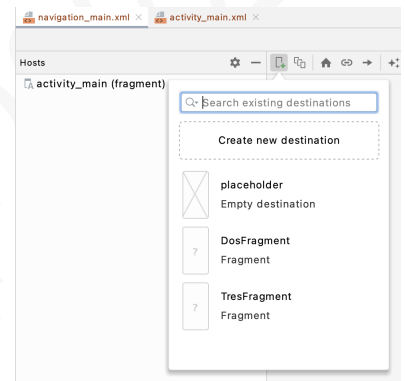 navigation_main.xml
activity_main.xml
Hosts
activity_main (fragment)
Search existing destinations
Create new destination
placeholder
Empty destination
? DosFragment
Fragment
? TresFragment
Fragment